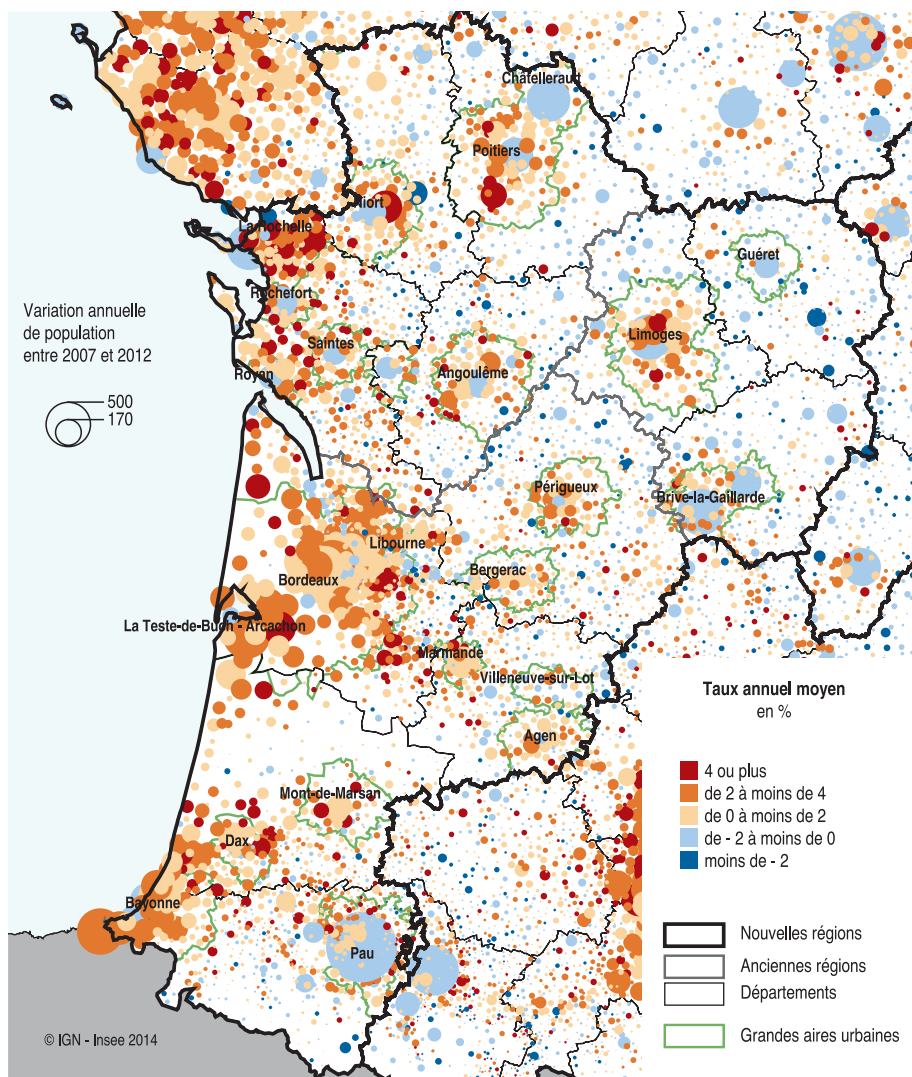 Châtellerault
Poitiers
Niort
La Rochelle
Guéret
Rochefort
Variation annuelle
de population
entre 2007 et 2012
Limoges
Saintes
Angoulême
Royan
500
170
Périgueux
Brive-la-Gaillarde
Libourne
Bergerac
Bordeaux
La Teste-de-Buch - Arcachon
Marmande
Villeneuve-sur-Lot
Taux annuel moyen
en %
Agen
4 ou plus
de 2 à moins de 4
de 0 à moins de 2
de - 2 à moins de 0
moins de - 2
Mont-de-Marsan
Dax
Bayonne
Pau
Nouvelles régions
Anciennes régions
Départements
Grandes aires urbaines
© IGN - Insee 2014